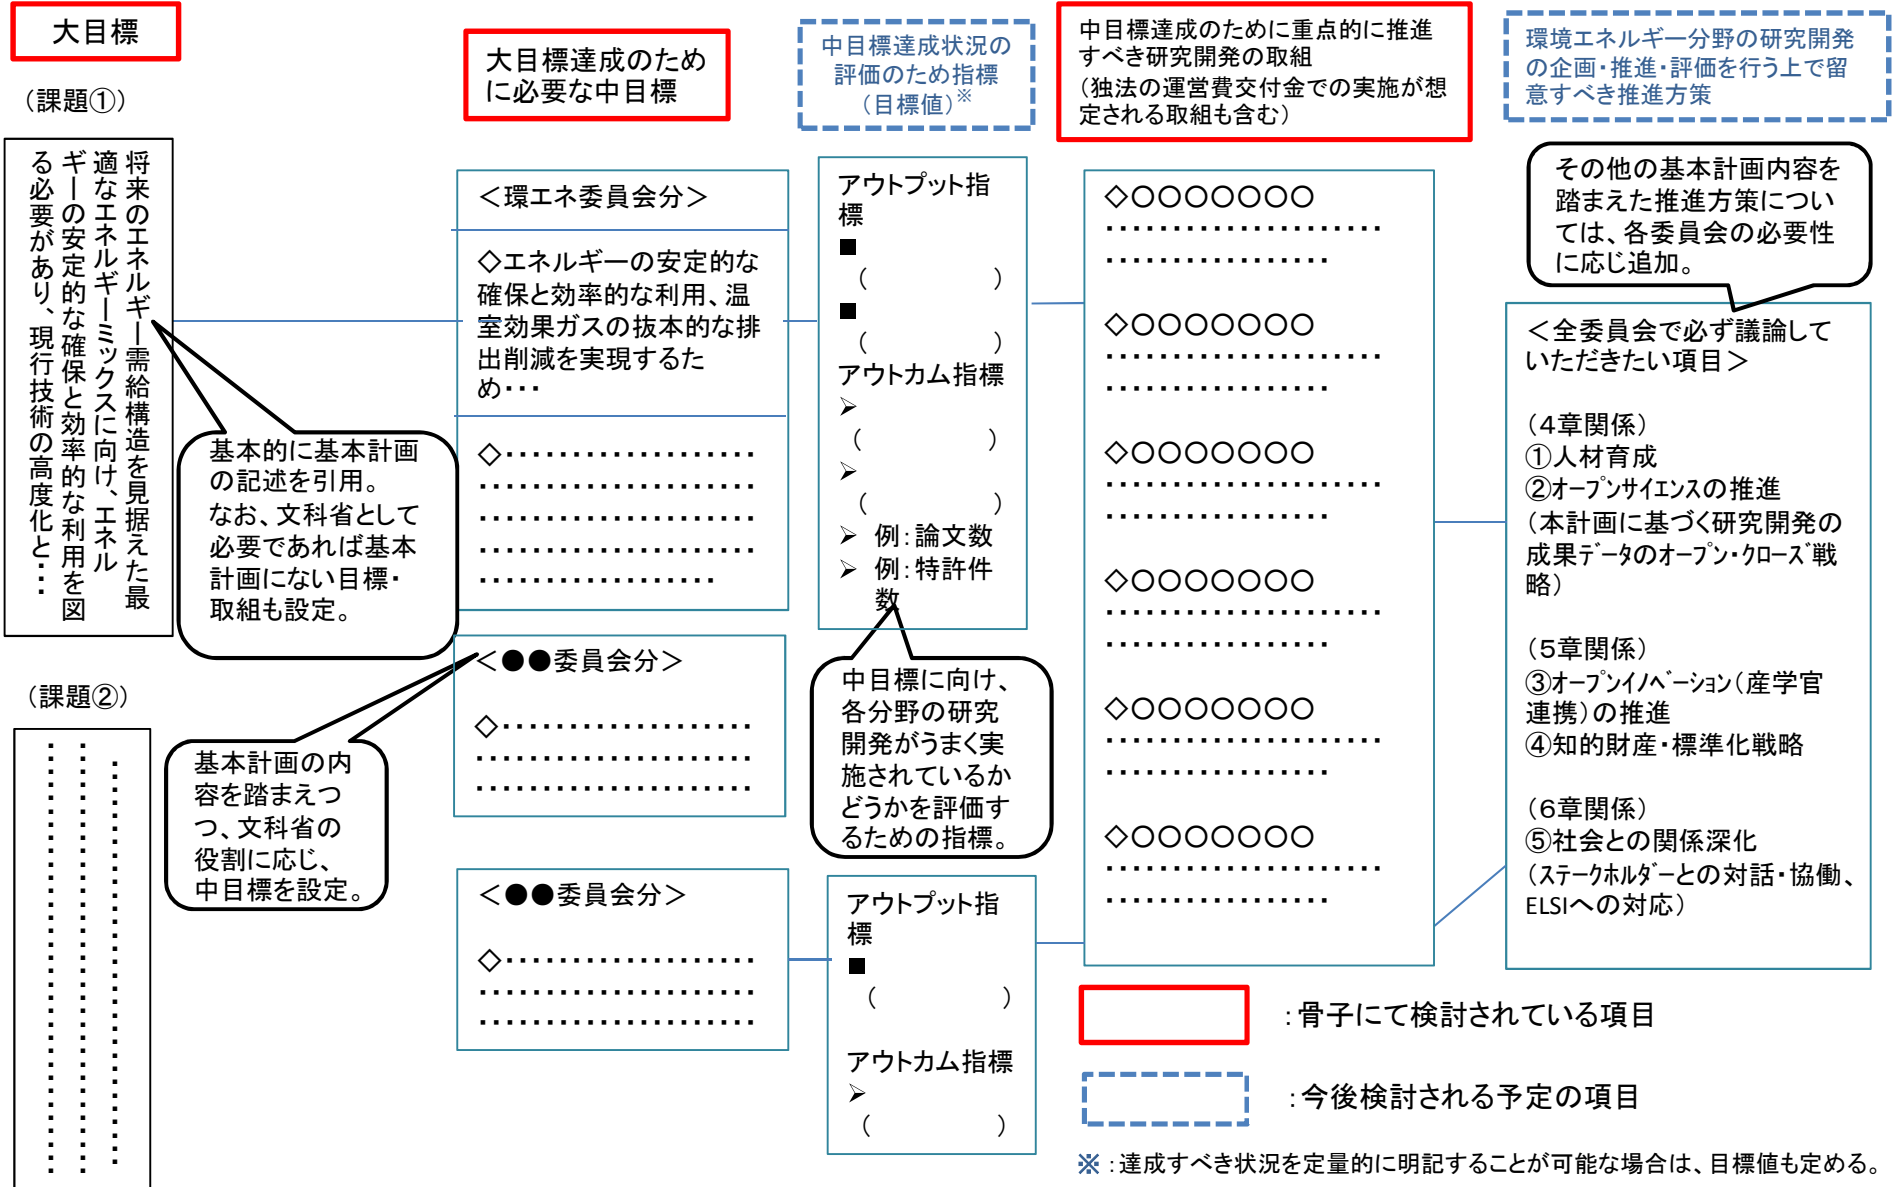 大目標
大目標達成のため
に必要な中目標
中目標達成状況の
評価のため指標
（目標値）※
中目標達成のために重点的に推進
すべき研究開発の取組
（独法の運営費交付金での実施が想
定される取組も含む）
環境エネルギー分野の研究開発
の企画・推進・評価を行う上で留
意すべき推進方策
（課題①）
将来のエネルギー需給構造を見据えた最
適なエネルギーミックスに向け、エネル
ギーの安定的な確保と効率的な利用を図
る必要があり、現行技術の高度化と・・・
基本的に基本計画
の記述を引用。
なお、文科省として
必要であれば基本
計画にない目標・
取組も設定。
（課題②）
・・・・・・・・・・・・・・・・・・・・・・
・・・・・・・・・・・・・・・・・・・・・・・
・・・・・・・・・・・・・・・・・・・・・・・
基本計画の内
容を踏まえつ
つ、文科省の
役割に応じ、
中目標を設定。
＜環エネ委員会分＞
◇エネルギーの安定的な
確保と効率的な利用、温
室効果ガスの抜本的な排
出削減を実現するた
め・・・
◇・・・・・・・・・・・・・・・・・・・
・・・・・・・・・・・・・・・・・・・・・
・・・・・・・・・・・・・・・・・・・・・
・・・・・・・・・・・・・・・・・・・・・
・・・・・・・・・・・・・・・・・・
＜●●委員会分＞
◇・・・・・・・・・・・・・・・・・・・
・・・・・・・・・・・・・・・・・・・・・
・・・・・・・・・・・・・・・・・・・・・
＜●●委員会分＞
◇・・・・・・・・・・・・・・・・・・・
・・・・・・・・・・・・・・・・・・・・・
・・・・・・・・・・・・・・・・・・・・・
アウトプット指
標
■
（　　　　　）
■
（　　　　　）
アウトカム指標
➢
（　　　　　）
➢
（　　　　　）
➢ 例：論文数
➢ 例：特許件
数
中目標に向け、
各分野の研究
開発がうまく実
施されているか
どうかを評価す
るための指標。
アウトプット指
標
■
（　　　　　）
アウトカム指標
➢
（　　　　　）
◇○○○○○○○
・・・・・・・・・・・・・・・・・・・・・
・・・・・・・・・・・・・・・・・
◇○○○○○○○
・・・・・・・・・・・・・・・・・・・・・
・・・・・・・・・・・・・・・・・
◇○○○○○○○
・・・・・・・・・・・・・・・・・・・・・
・・・・・・・・・・・・・・・・・
◇○○○○○○○
・・・・・・・・・・・・・・・・・・・・・
・・・・・・・・・・・・・・・・・
◇○○○○○○○
・・・・・・・・・・・・・・・・・・・・・
・・・・・・・・・・・・・・・・・
◇○○○○○○○
・・・・・・・・・・・・・・・・・・・・・
・・・・・・・・・・・・・・・・・
その他の基本計画内容を
踏まえた推進方策につい
ては、各委員会の必要性
に応じ追加。
＜全委員会で必ず議論して
いただきたい項目＞
（４章関係）
①人材育成
②ｵｰﾌﾟﾝｻｲｴﾝｽの推進
（本計画に基づく研究開発の
成果ﾃﾞｰﾀのｵｰﾌﾟﾝ・ｸﾛｰｽﾞ戦
略）
（５章関係）
③ｵｰﾌﾟﾝｲﾉﾍﾞｰｼｮﾝ（産学官
連携）の推進
④知的財産・標準化戦略
（６章関係）
⑤社会との関係深化
（ｽﾃｰｸﾎﾙﾀﾞｰとの対話・協働、
ELSIへの対応）
：骨子にて検討されている項目
：今後検討される予定の項目
※：達成すべき状況を定量的に明記することが可能な場合は、目標値も定める。